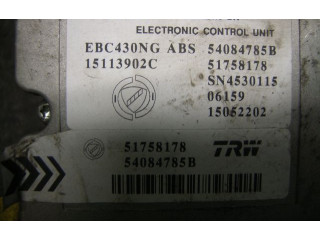 ELECTRONIC CONTROL UNIT
EBC430NG ABS 54084785B
15113902C 51758178
SN4530115
06159
15052202
51758178
54084785B
TRW